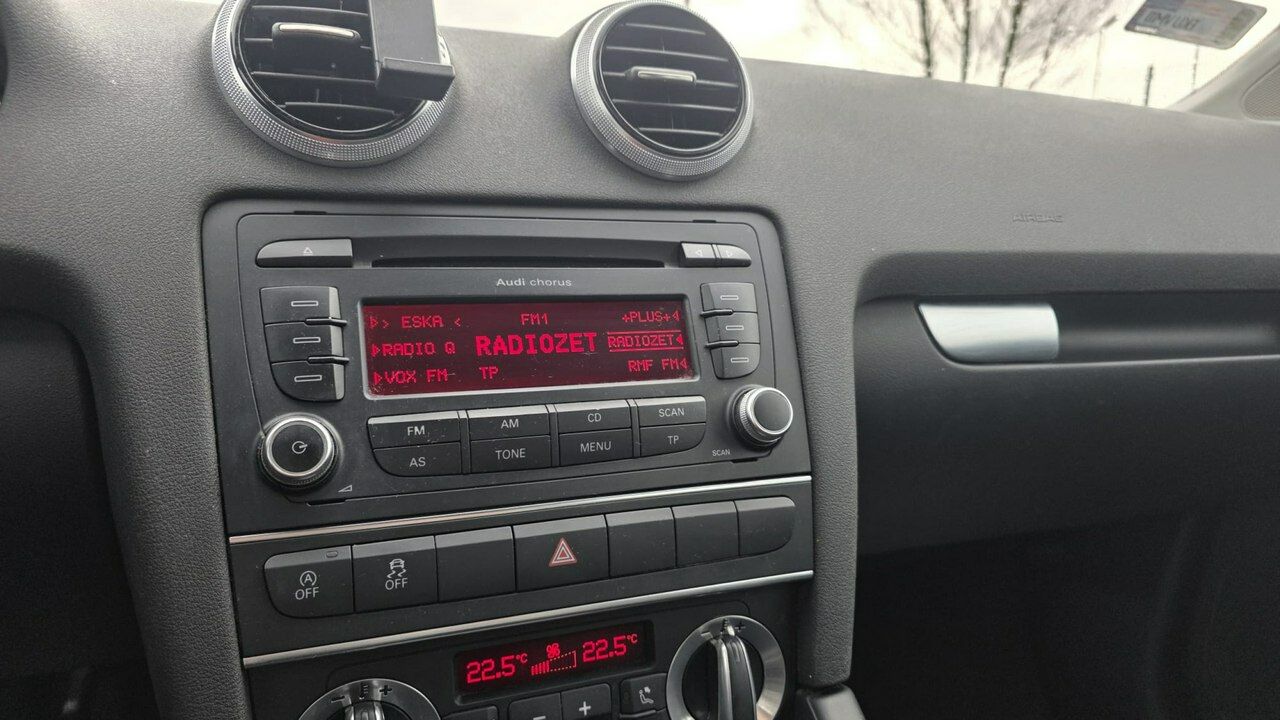 AIRBAG
Audi chorus
> ESKA < FM1 +PLUS+
RADIO Q RADIOZET RADIOZET
VOX FM TP RMF FM
FM AM CD SCAN
AS TONE MENU TP
SCAN
A
OFF OFF
22.5°C 22.5°C
- +
- +